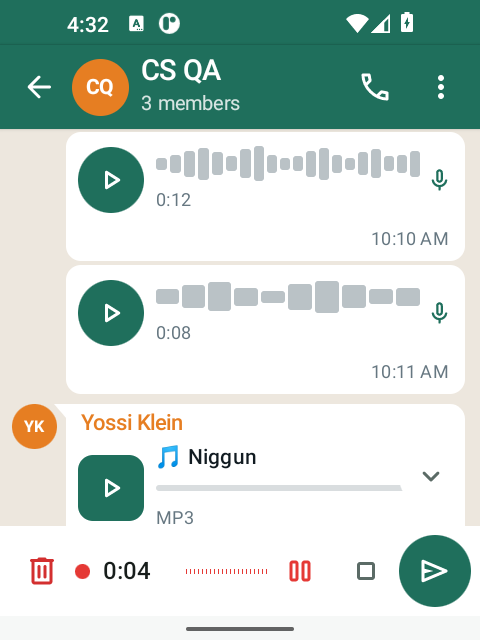 4:32
A
CQ
CS QA
3 members
0:12
10:10 AM
0:08
10:11 AM
YK
Yossi Klein
🎵 Niggun
MP3
0:04